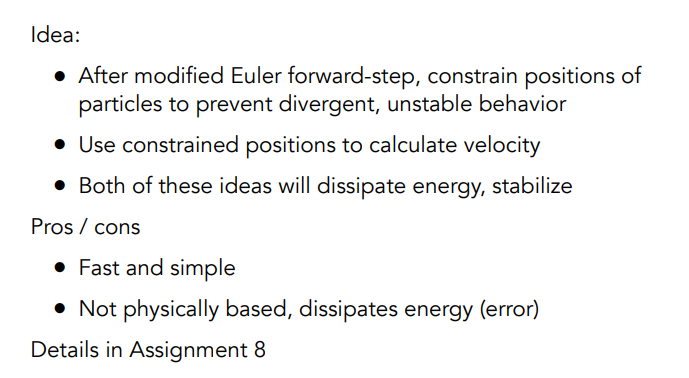 Idea:
● After modified Euler forward-step, constrain positions of
particles to prevent divergent, unstable behavior
● Use constrained positions to calculate velocity
● Both of these ideas will dissipate energy, stabilize
Pros / cons
● Fast and simple
● Not physically based, dissipates energy (error)
Details in Assignment 8